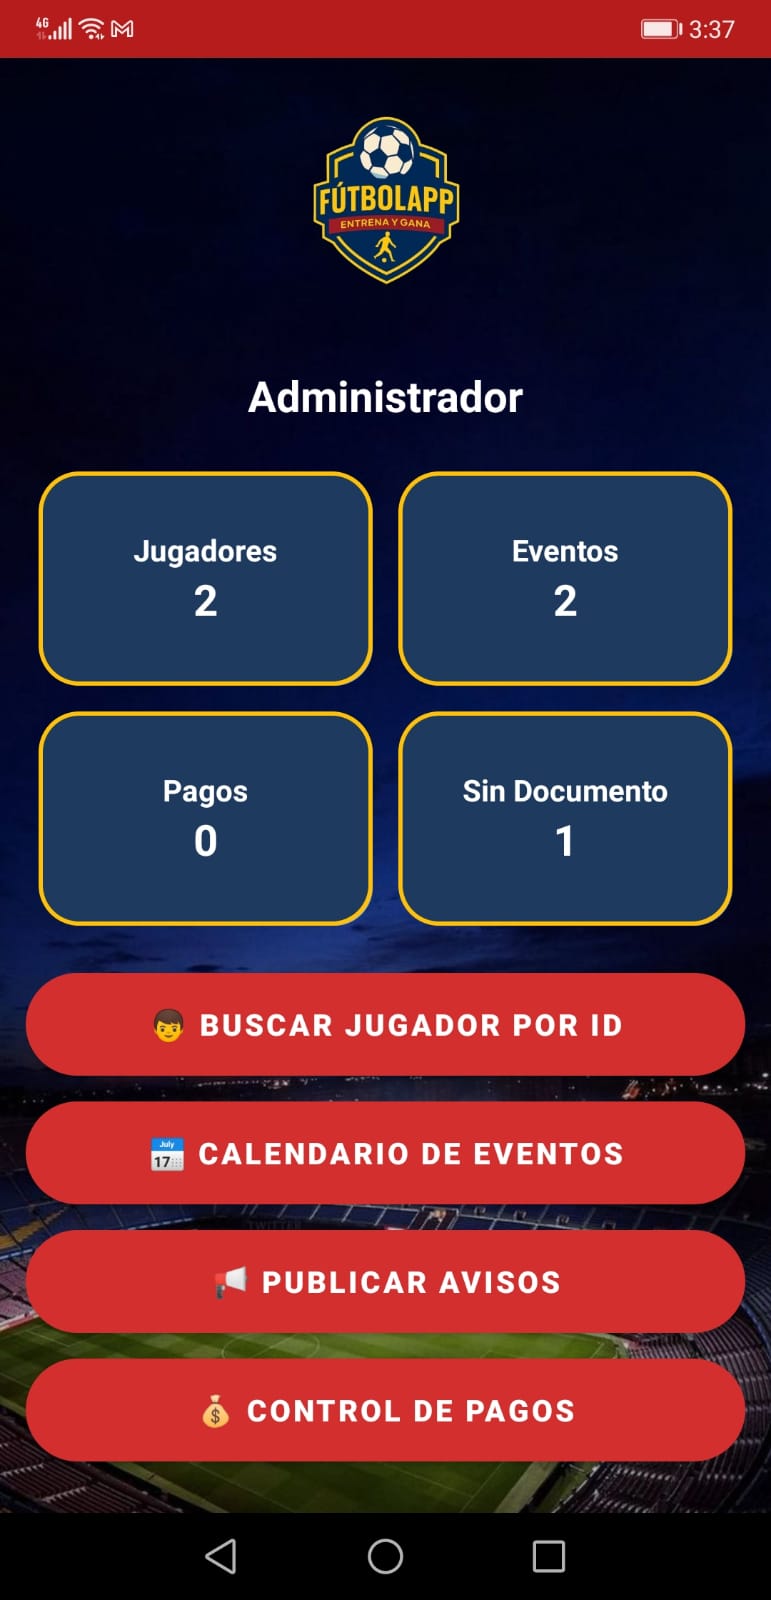 4G
3:37
FÚTBOLAPP
ENTRENA Y GANA
Administrador
Jugadores
2
Eventos
2
Pagos
0
Sin Documento
1
BUSCAR JUGADOR POR ID
July
17
CALENDARIO DE EVENTOS
TWITTER
PUBLICAR AVISOS
$
CONTROL DE PAGOS